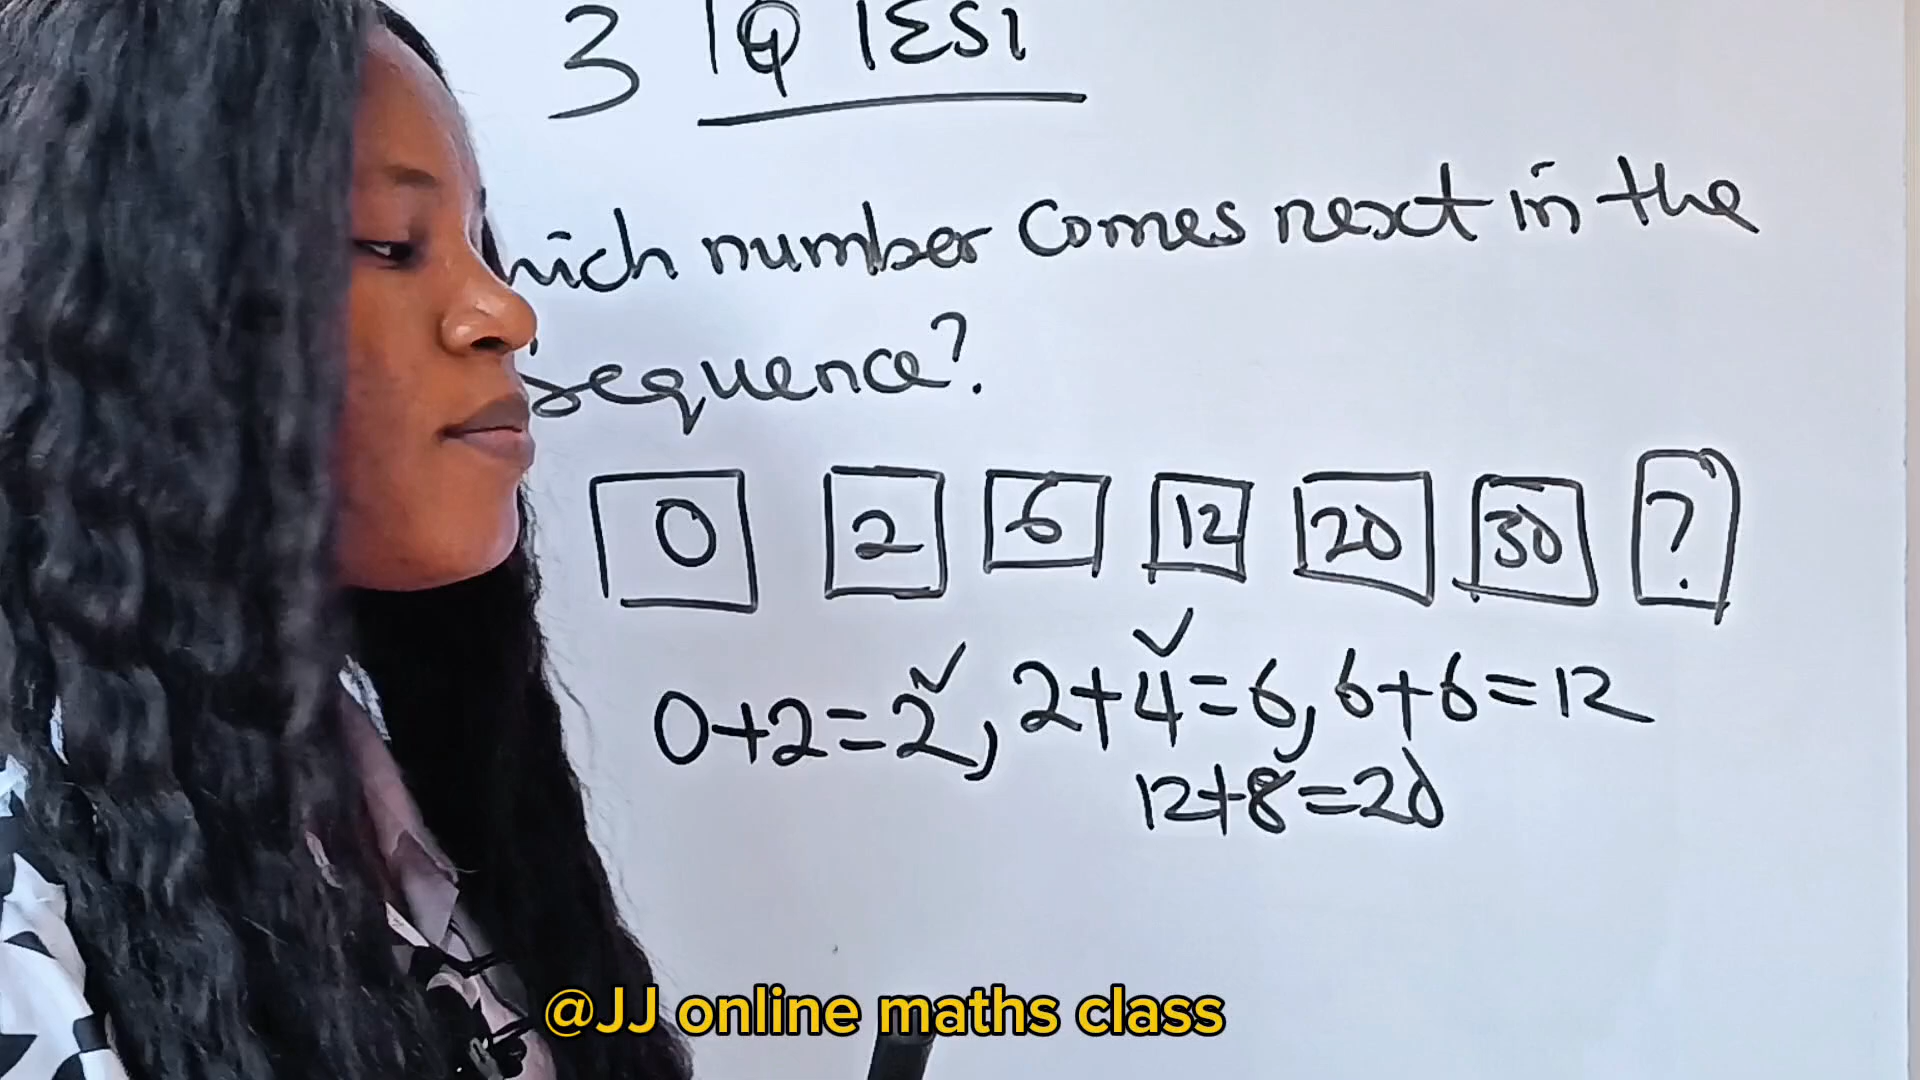 3 IQ TEST
hich number comes next in the
sequence?
0 2 6 12 20 30 ?
0+2=2, 2+4=6, 6+6=12
12+8=20
@JJ online maths class